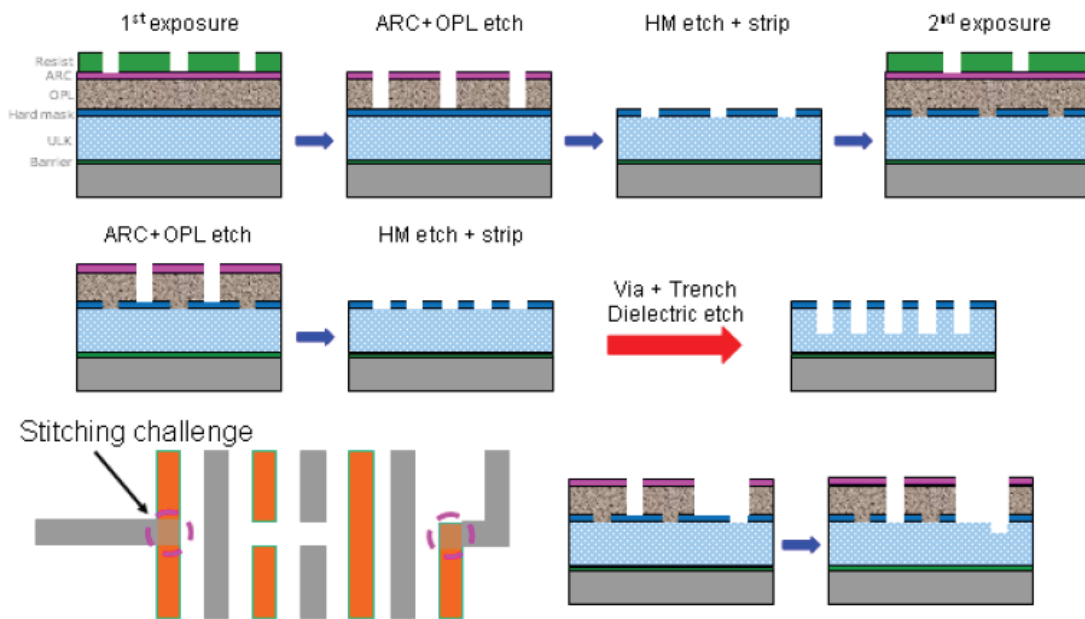 1st exposure
ARC+OPL etch
HM etch + strip
2nd exposure
Resist
ARC
OPL
Hard mask
ULK
Barrier
ARC+OPL etch
HM etch + strip
Via + Trench
Dielectric etch
Stitching challenge